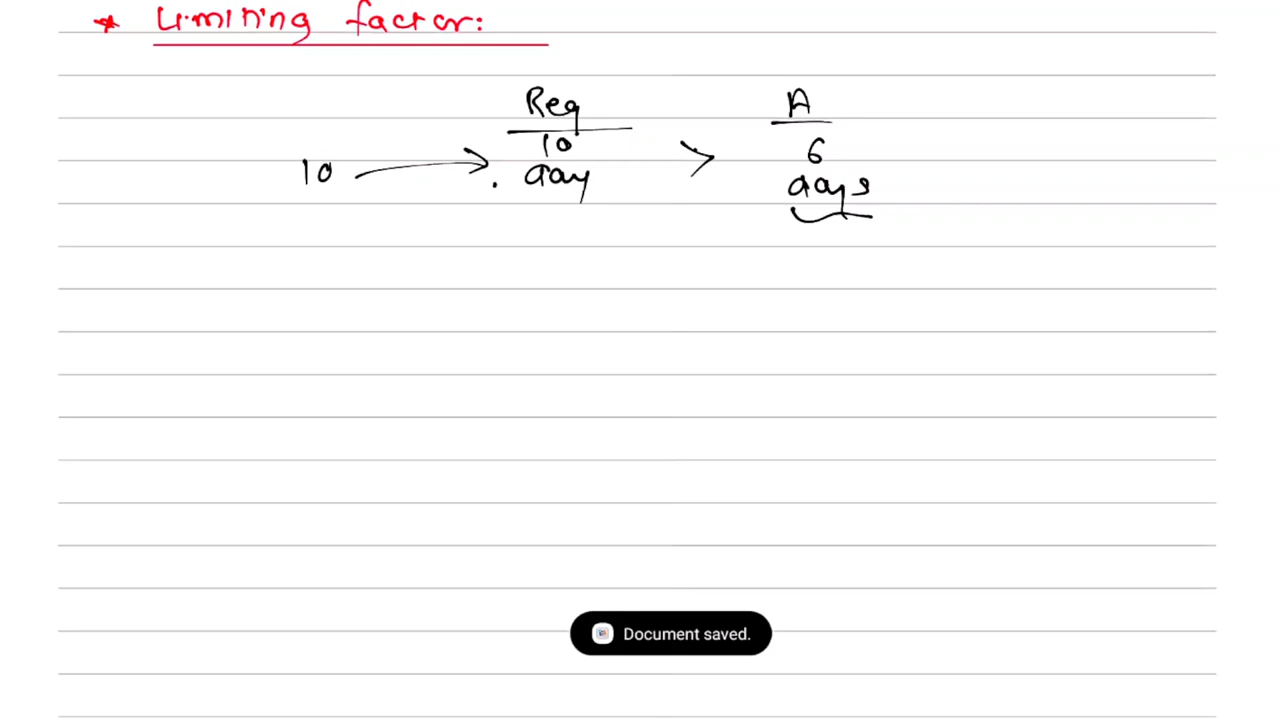 * Limiting factor:
Req > A
10 → 10 day 6 days
Document saved.